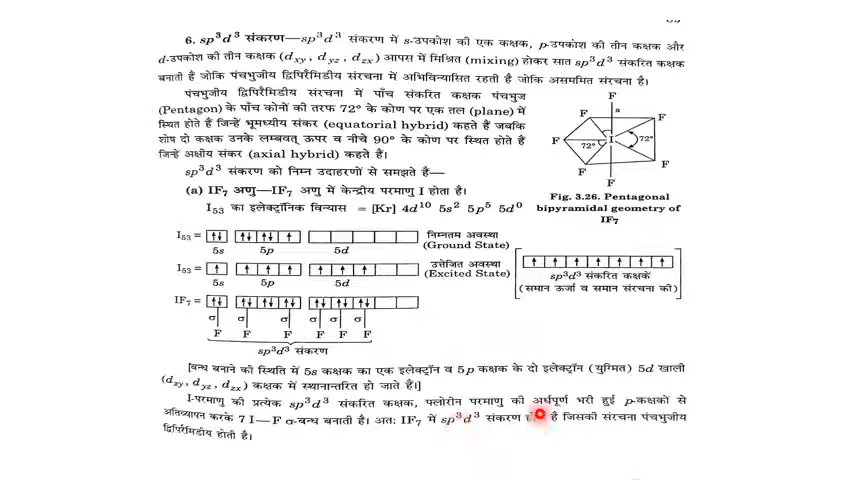 6. sp³d³ संकरण—sp³d³ संकरण में s-उपकोश की एक कक्षक, p-उपकोश की तीन कक्षक और
d-उपकोश की तीन कक्षक (dxy, dyz, dzx) आपस में मिश्रित (mixing) होकर सात sp³d³ संकरित कक्षक
बनाती हैं जोकि पंचभुजीय द्विपिरैमिडीय संरचना में अभिविन्यासित रहती है जोकि असममित संरचना है।
पंचभुजीय द्विपिरैमिडीय संरचना में पाँच संकरित कक्षक पंचभुज
(Pentagon) के पाँच कोनों की तरफ 72° के कोण पर एक तल (plane) में
स्थित होते हैं जिन्हें भूमध्यीय संकर (equatorial hybrid) कहते हैं जबकि
शेष दो कक्षक उनके लम्बवत् ऊपर व नीचे 90° के कोण पर स्थित होते हैं
जिन्हें अक्षीय संकर (axial hybrid) कहते हैं।
sp³d³ संकरण को निम्न उदाहरणों से समझते हैं—
(a) IF₇ अणु—IF₇ अणु में केन्द्रीय परमाणु I होता है।
I₅₃ का इलेक्ट्रॉनिक विन्यास = [Kr] 4d¹⁰ 5s² 5p⁵ 5d⁰
F
a
F F
F I 72°
72°
F F
F
Fig. 3.26. Pentagonal
bipyramidal geometry of
IF₇
I₅₃ = ↑↓ ↑↓ ↑↓ ↑ निम्नतम अवस्था
(Ground State)
5s 5p 5d
I₅₃ = ↑ ↑ ↑ ↑ ↑ ↑ ↑ उत्तेजित अवस्था
(Excited State)
5s 5p 5d
↑ ↑ ↑ ↑ ↑ ↑ ↑
sp³d³ संकरित कक्षकें
(समान ऊर्जा व समान संरचना की)
IF₇ = ↑↓ ↑↓ ↑↓ ↑↓ ↑↓ ↑↓ ↑↓
σ σ σ σ σ σ
F F F F F F
sp³d³ संकरण
[बन्ध बनाने की स्थिति में 5s कक्षक का एक इलेक्ट्रॉन व 5p कक्षक के दो इलेक्ट्रॉन (युग्मित) 5d खाली
(dxy, dyz, dzx) कक्षक में स्थानान्तरित हो जाते हैं।]
I-परमाणु की प्रत्येक sp³d³ संकरित कक्षक, फ्लोरीन परमाणु की अर्धपूर्ण भरी हुई p-कक्षकों से
अतिव्यापन करके 7 I—F σ-बन्ध बनाती है। अतः IF₇ में sp³d³ संकरण है जिसकी संरचना पंचभुजीय
द्विपिरैमिडीय होती है।